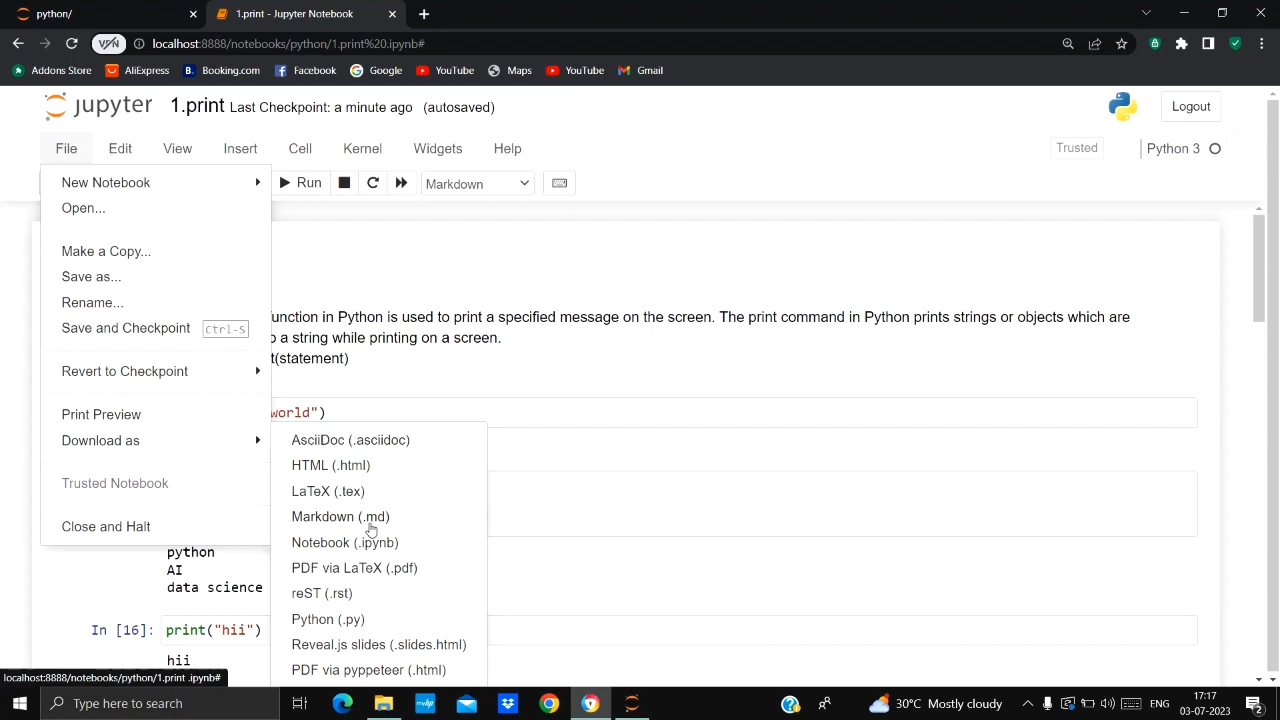 python/
1.print - Jupyter Notebook
VPN
localhost:8888/notebooks/python/1.print%20.ipynb#
Addons Store
AliExpress
B. Booking.com
Facebook
Google
YouTube
Maps
YouTube
Gmail
jupyter 1.print Last Checkpoint: a minute ago (autosaved)
Logout
File Edit View Insert Cell Kernel Widgets Help
Trusted
Python 3
New Notebook
Run
Markdown
Open...
Make a Copy...
Save as...
Rename...
Save and Checkpoint Ctrl-S
unction in Python is used to print a specified message on the screen. The print command in Python prints strings or objects which are
o a string while printing on a screen.
t(statement)
Revert to Checkpoint
Print Preview
world")
Download as
AsciiDoc (.asciidoc)
HTML (.html)
LaTeX (.tex)
Markdown (.md)
Notebook (.ipynb)
PDF via LaTeX (.pdf)
reST (.rst)
Python (.py)
Reveal.js slides (.slides.html)
PDF via pyppeteer (.html)
Trusted Notebook
Close and Halt
python
AI
data science
In [16]: print("hii")
hii
localhost:8888/notebooks/python/1.print .ipynb#
Type here to search
30°C Mostly cloudy
ENG
17:17
03-07-2023
2